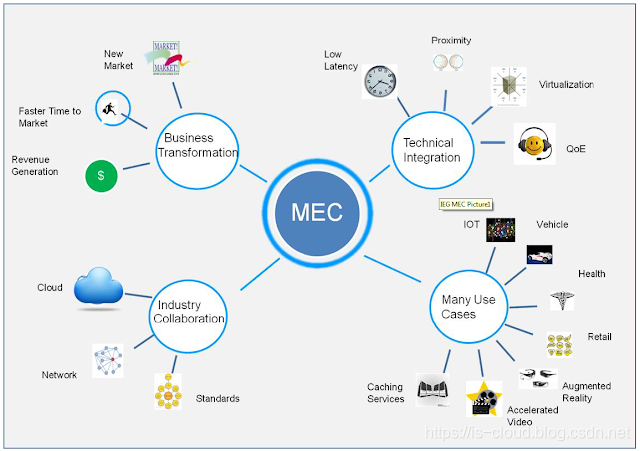 New
Market
MARKET!
MARKET!
Faster Time to
Market
Revenue
Generation
$
Business
Transformation
Low
Latency
Proximity
Virtualization
QoE
Technical
Integration
MEC
IEG MEC Picture1
Cloud
Network
Standards
Industry
Collaboration
IOT
Vehicle
Health
Retail
Augmented
Reality
Accelerated
Video
Caching
Services
Many Use
Cases
https://is-cloud.blog.csdn.net